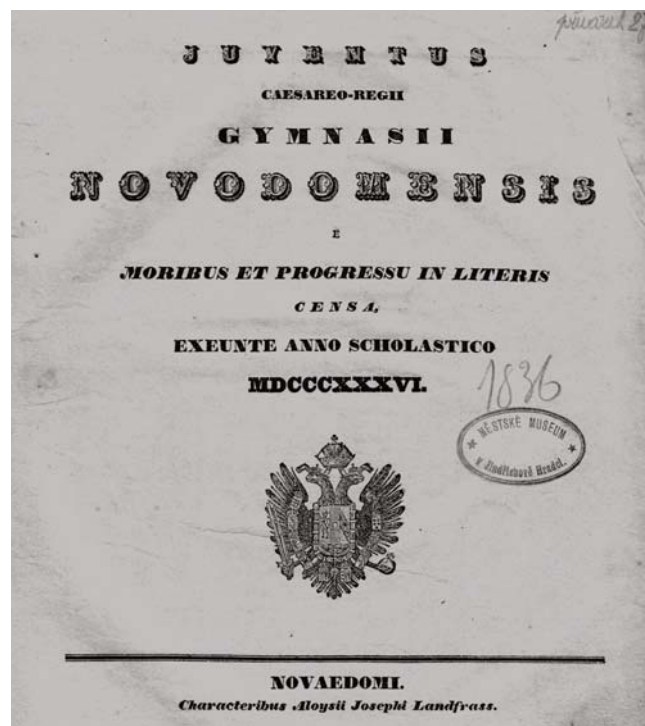 JUVENTUS
CAESAREO-REGII
GYMNASII
NOVODOMENSIS
E
MORIBUS ET PROGRESSU IN LITERIS
CENSA,
EXEUNTE ANNO SCHOLASTICO
MDCCCXXXVI.
1836
MĚSTSKÉ MUSEUM
v Jindřichově Hradci.
NOVAEDOMI.
Characteribus Aloysii Josephi Landfrass.